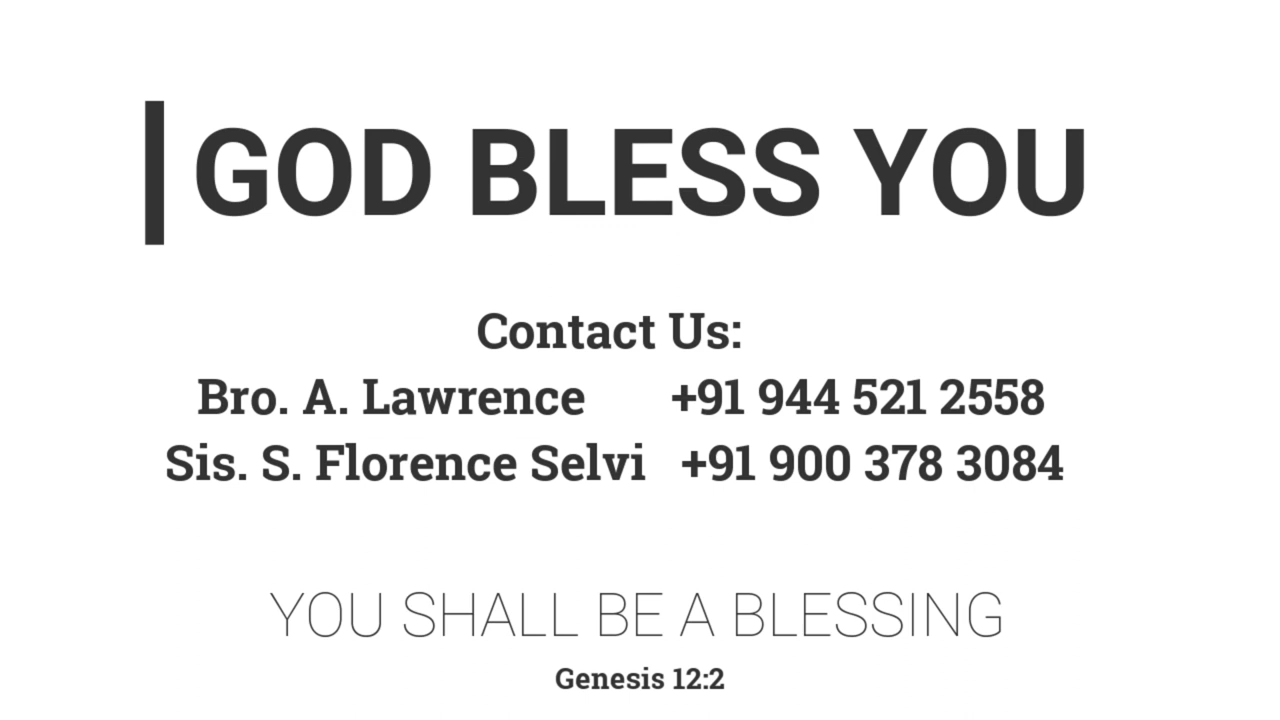 GOD BLESS YOU
Contact Us:
Bro. A. Lawrence +91 944 521 2558
Sis. S. Florence Selvi +91 900 378 3084
YOU SHALL BE A BLESSING
Genesis 12:2